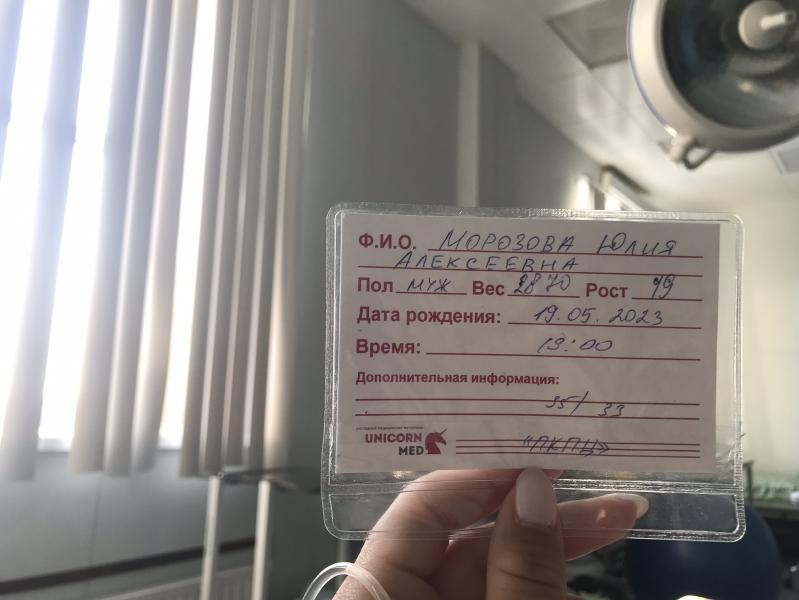 Ф.И.О. МОРОЗОВА ЮЛИЯ
АЛЕКСЕЕВНА
Пол МУЖ Вес 2870 Рост 49
Дата рождения: 19.05.2023
Время: 13:00
Дополнительная информация:
35/ 33
UNICORN
MED
«ПКПЦ»